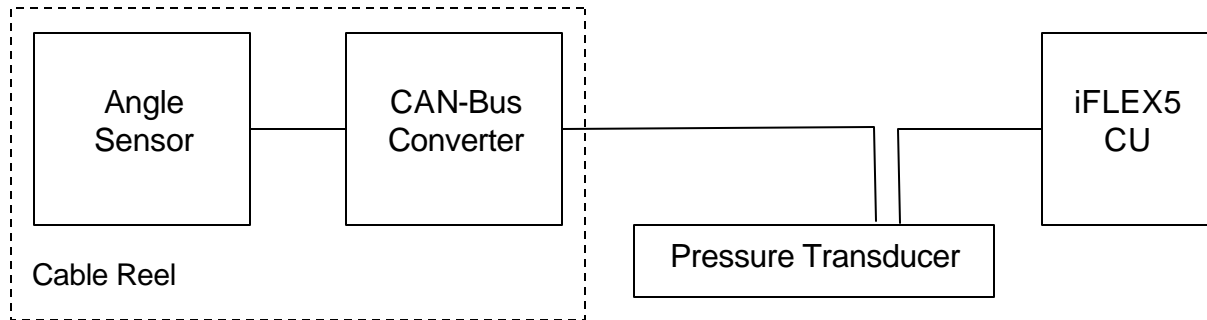 Angle
Sensor
CAN-Bus
Converter
iFLEX5
CU
Pressure Transducer
Cable Reel